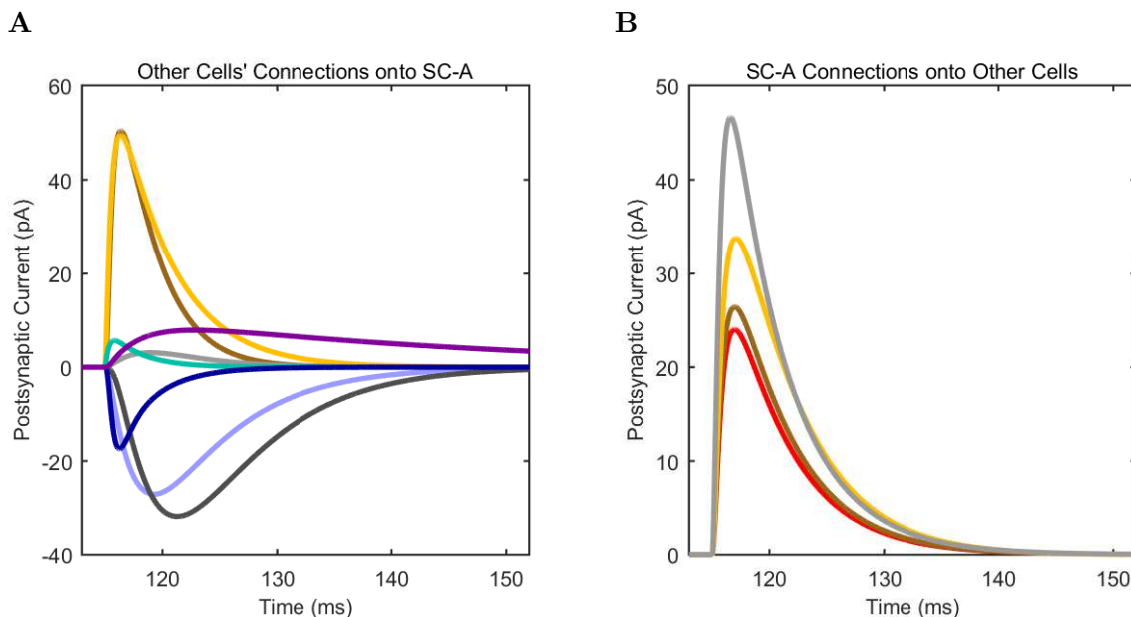 A
B
Other Cells' Connections onto SC-A
SC-A Connections onto Other Cells
Postsynaptic Current (pA)
60
40
20
0
-20
-40
120
130
140
150
Time (ms)
Postsynaptic Current (pA)
50
40
30
20
10
0
120
130
140
150
Time (ms)